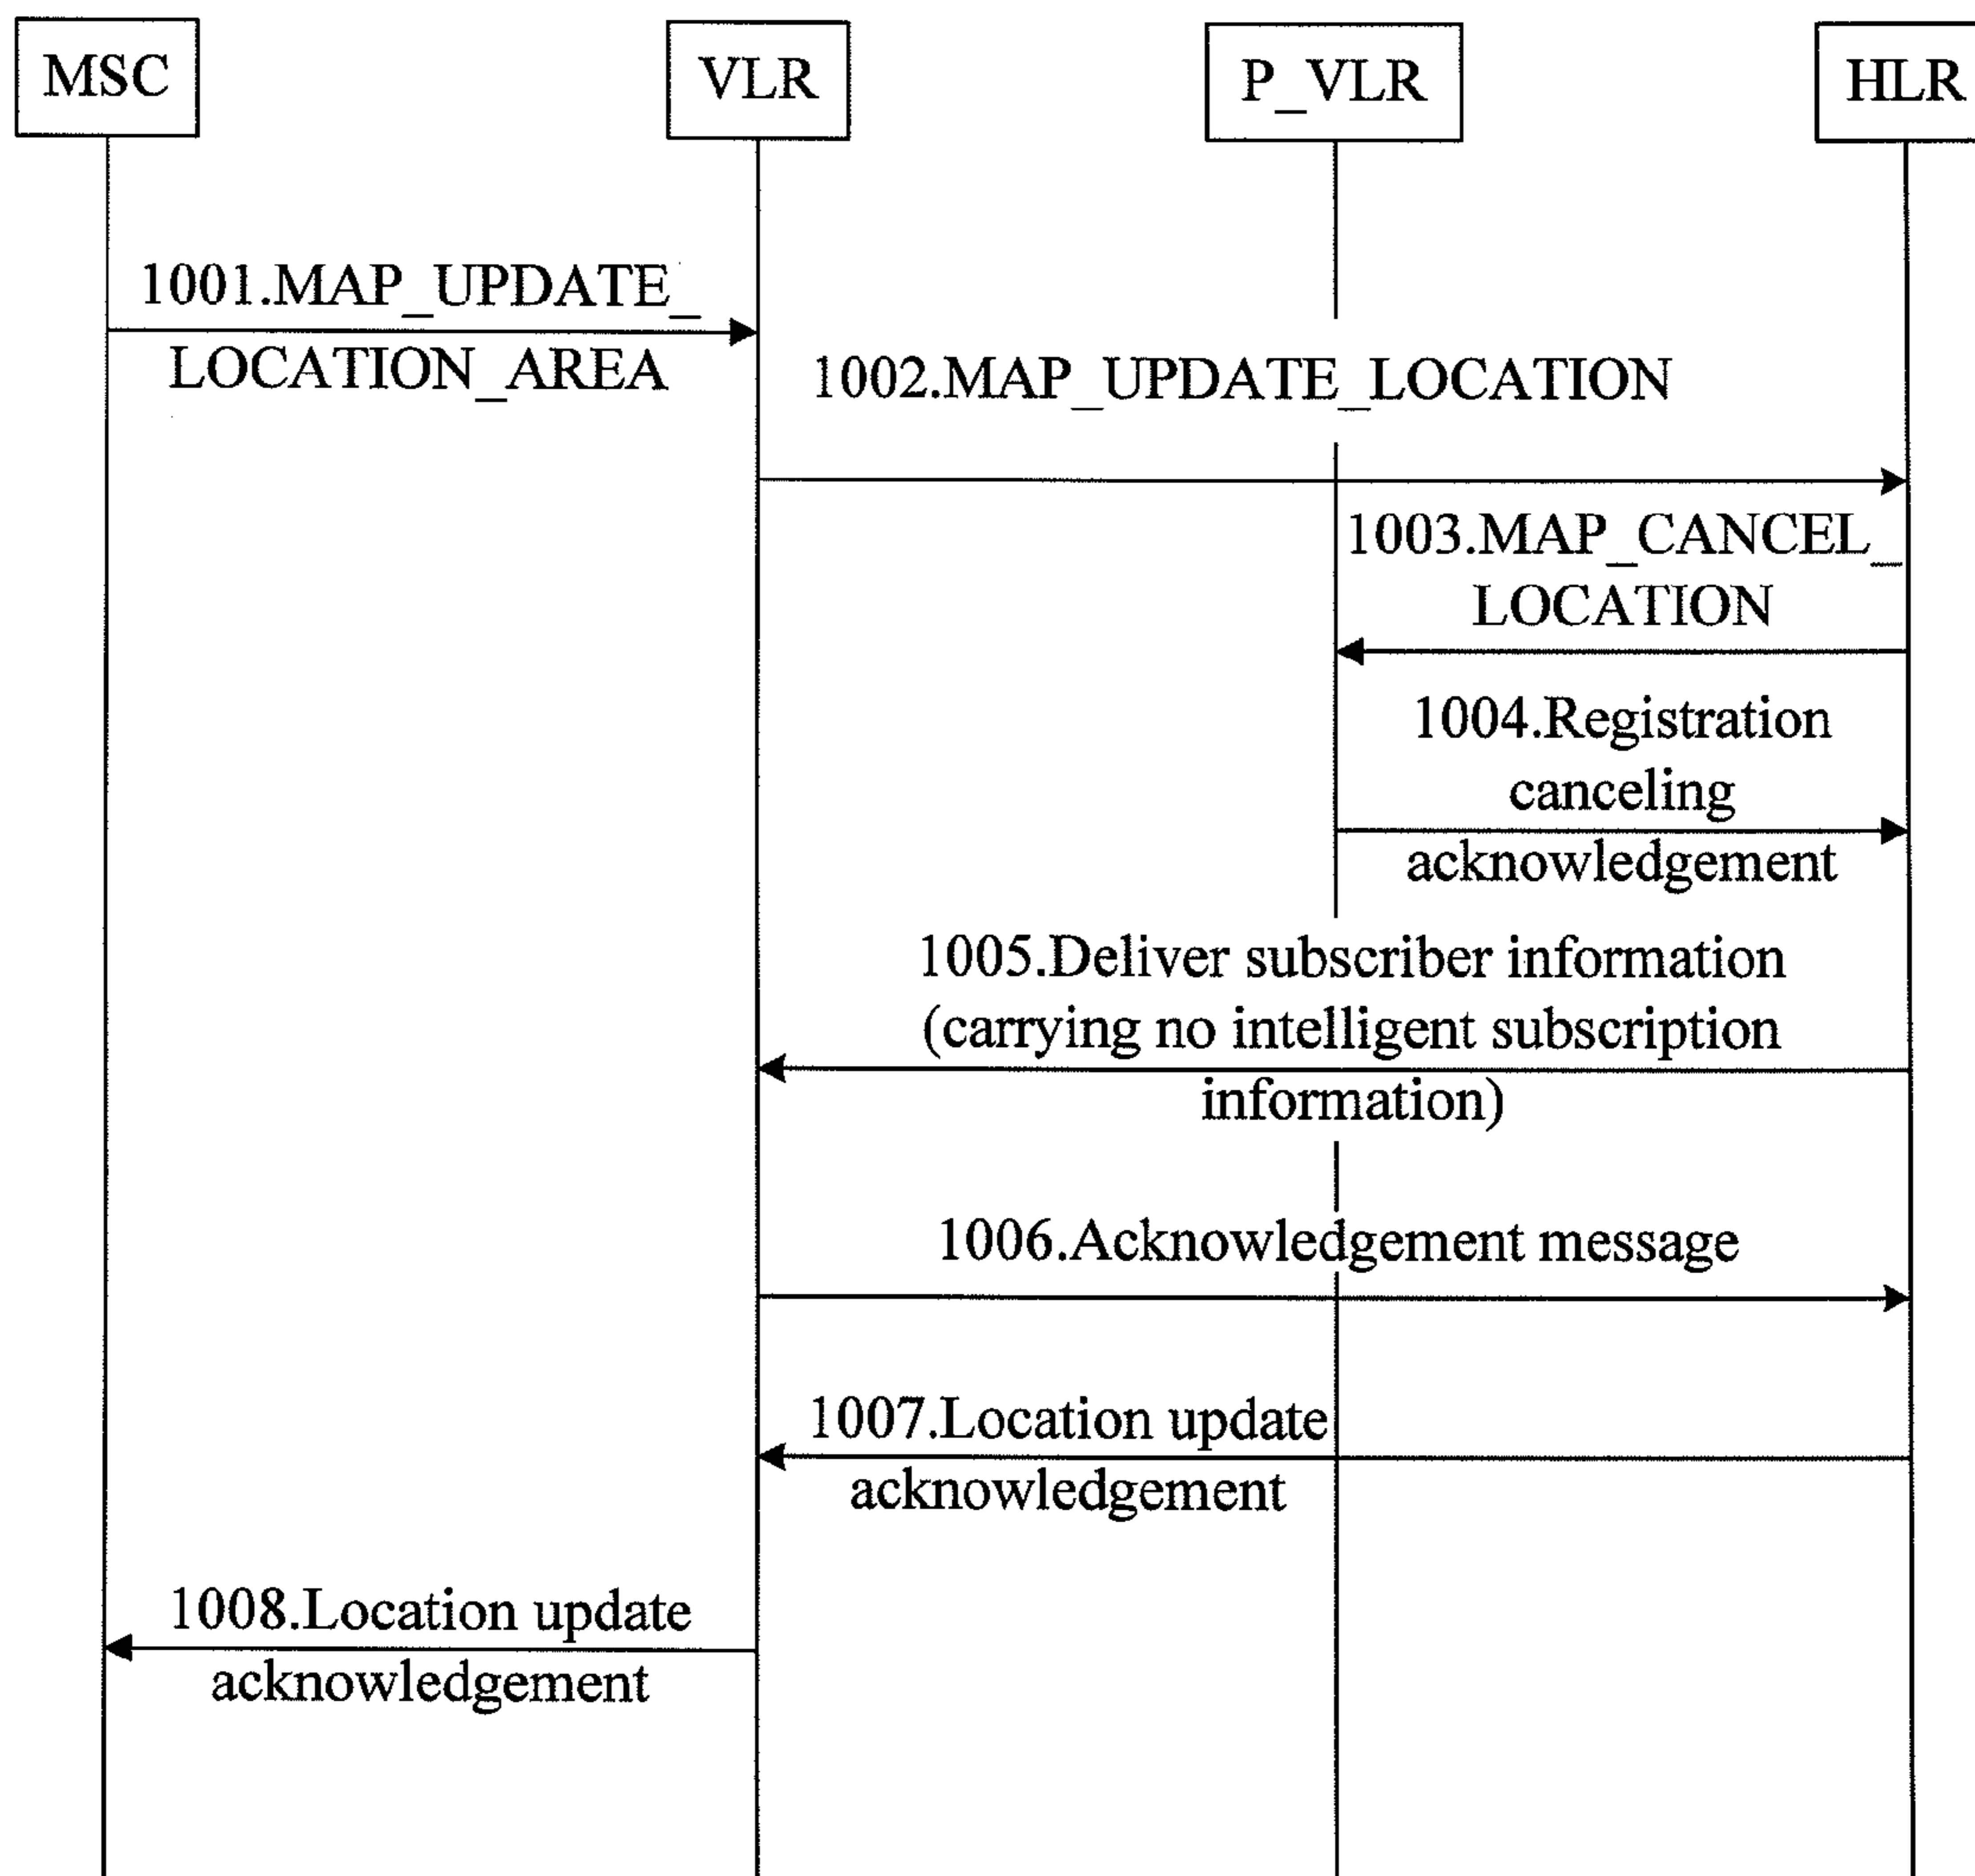 MSC
VLR
P_VLR
HLR
1001.MAP_UPDATE_
LOCATION_AREA
1002.MAP_UPDATE_LOCATION
1003.MAP_CANCEL_
LOCATION
1004.Registration
canceling
acknowledgement
1005.Deliver subscriber information
(carrying no intelligent subscription
information)
1006.Acknowledgement message
1007.Location update
acknowledgement
1008.Location update
acknowledgement